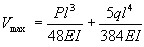 V_max = Pl³/48EI + 5ql⁴/384EI